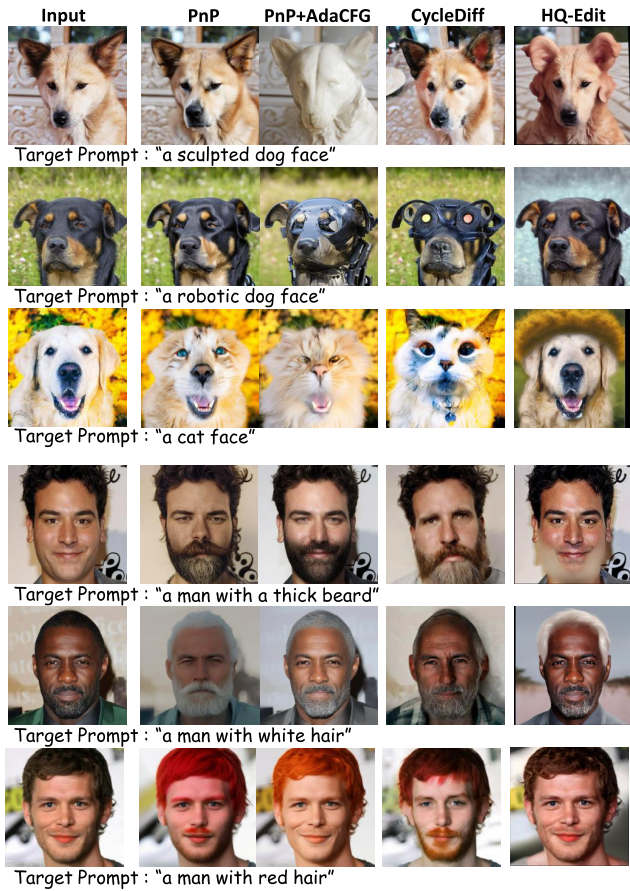 Input PnP PnP+AdaCFG CycleDiff HQ-Edit
Target Prompt : “a sculpted dog face”
Target Prompt : “a robotic dog face”
Target Prompt : “a cat face”
Target Prompt : “a man with a thick beard”
Target Prompt : “a man with white hair”
Target Prompt : “a man with red hair”